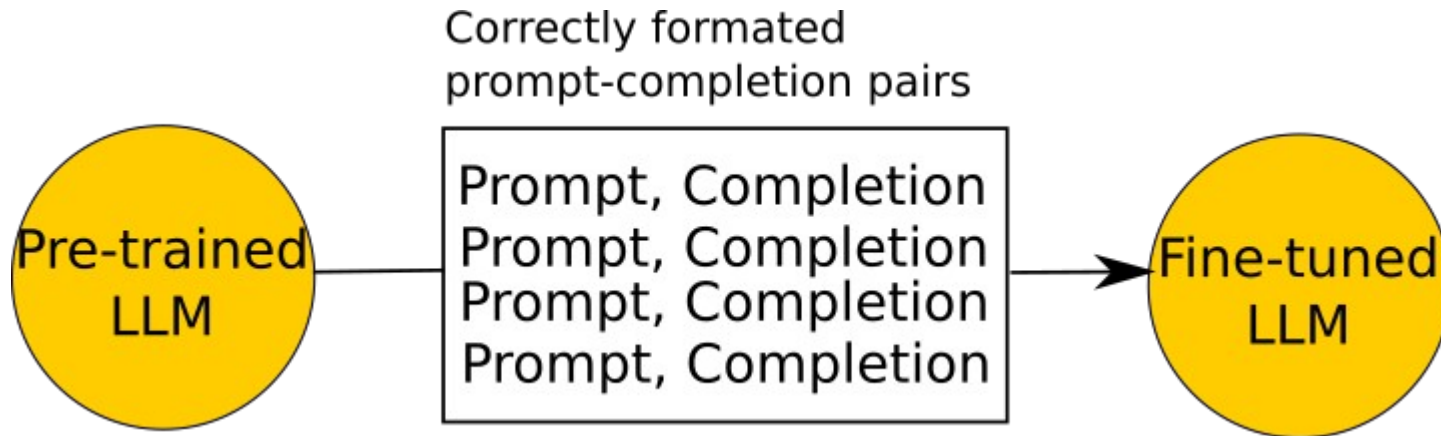 Correctly formated
prompt-completion pairs
Pre-trained
LLM
Prompt, Completion
Prompt, Completion
Prompt, Completion
Prompt, Completion
Fine-tuned
LLM